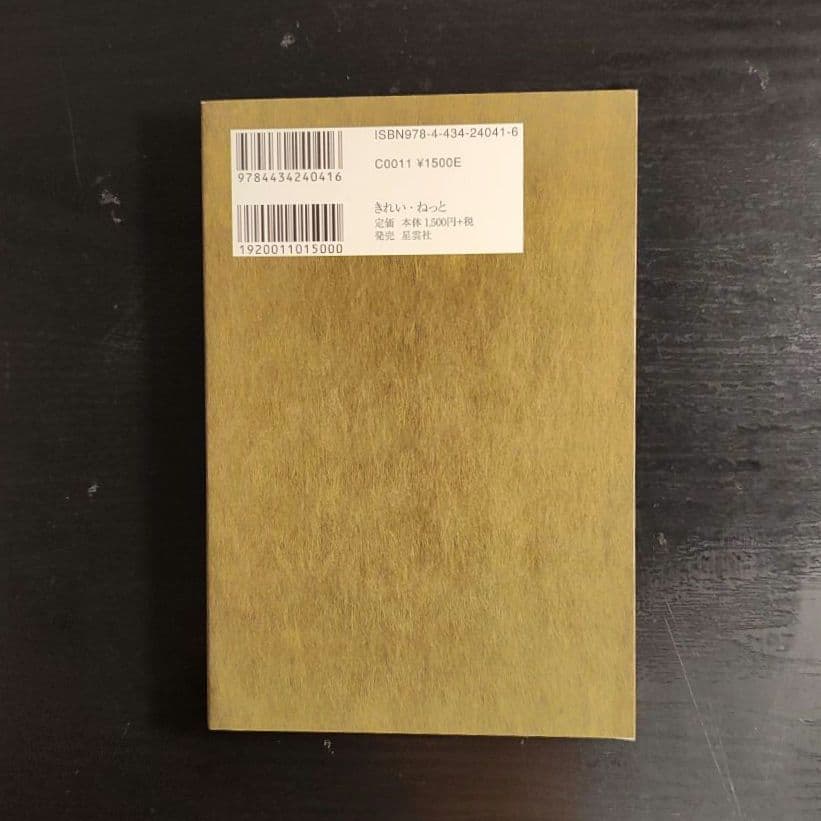 ISBN978-4-434-24041-6
9784434240416
C0011 ¥1500E
1920011015000
きれい・ねっと
定価 本体1,500円+税
発売 星雲社